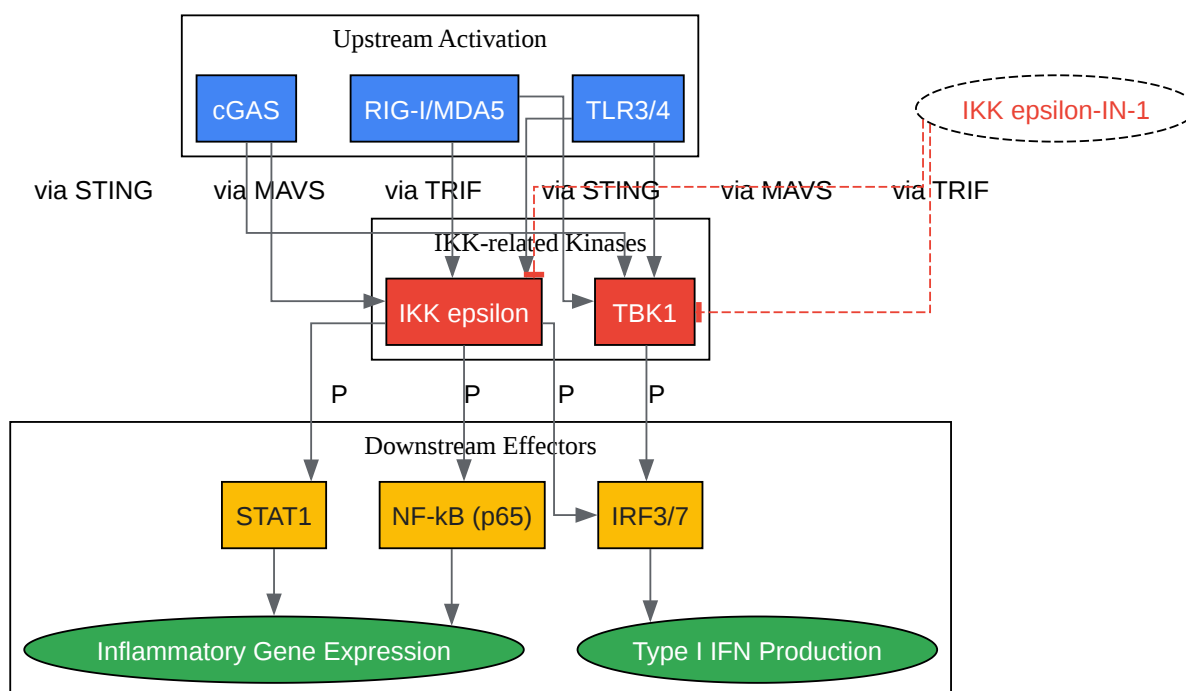 Upstream Activation
cGAS
RIG-I/MDA5
TLR3/4
IKK epsilon-IN-1
via STING
via MAVS
via TRIF
via STING
via MAVS
via TRIF
IKK-related Kinases
IKK epsilon
TBK1
P
P
P
P
Downstream Effectors
STAT1
NF-kB (p65)
IRF3/7
Inflammatory Gene Expression
Type I IFN Production